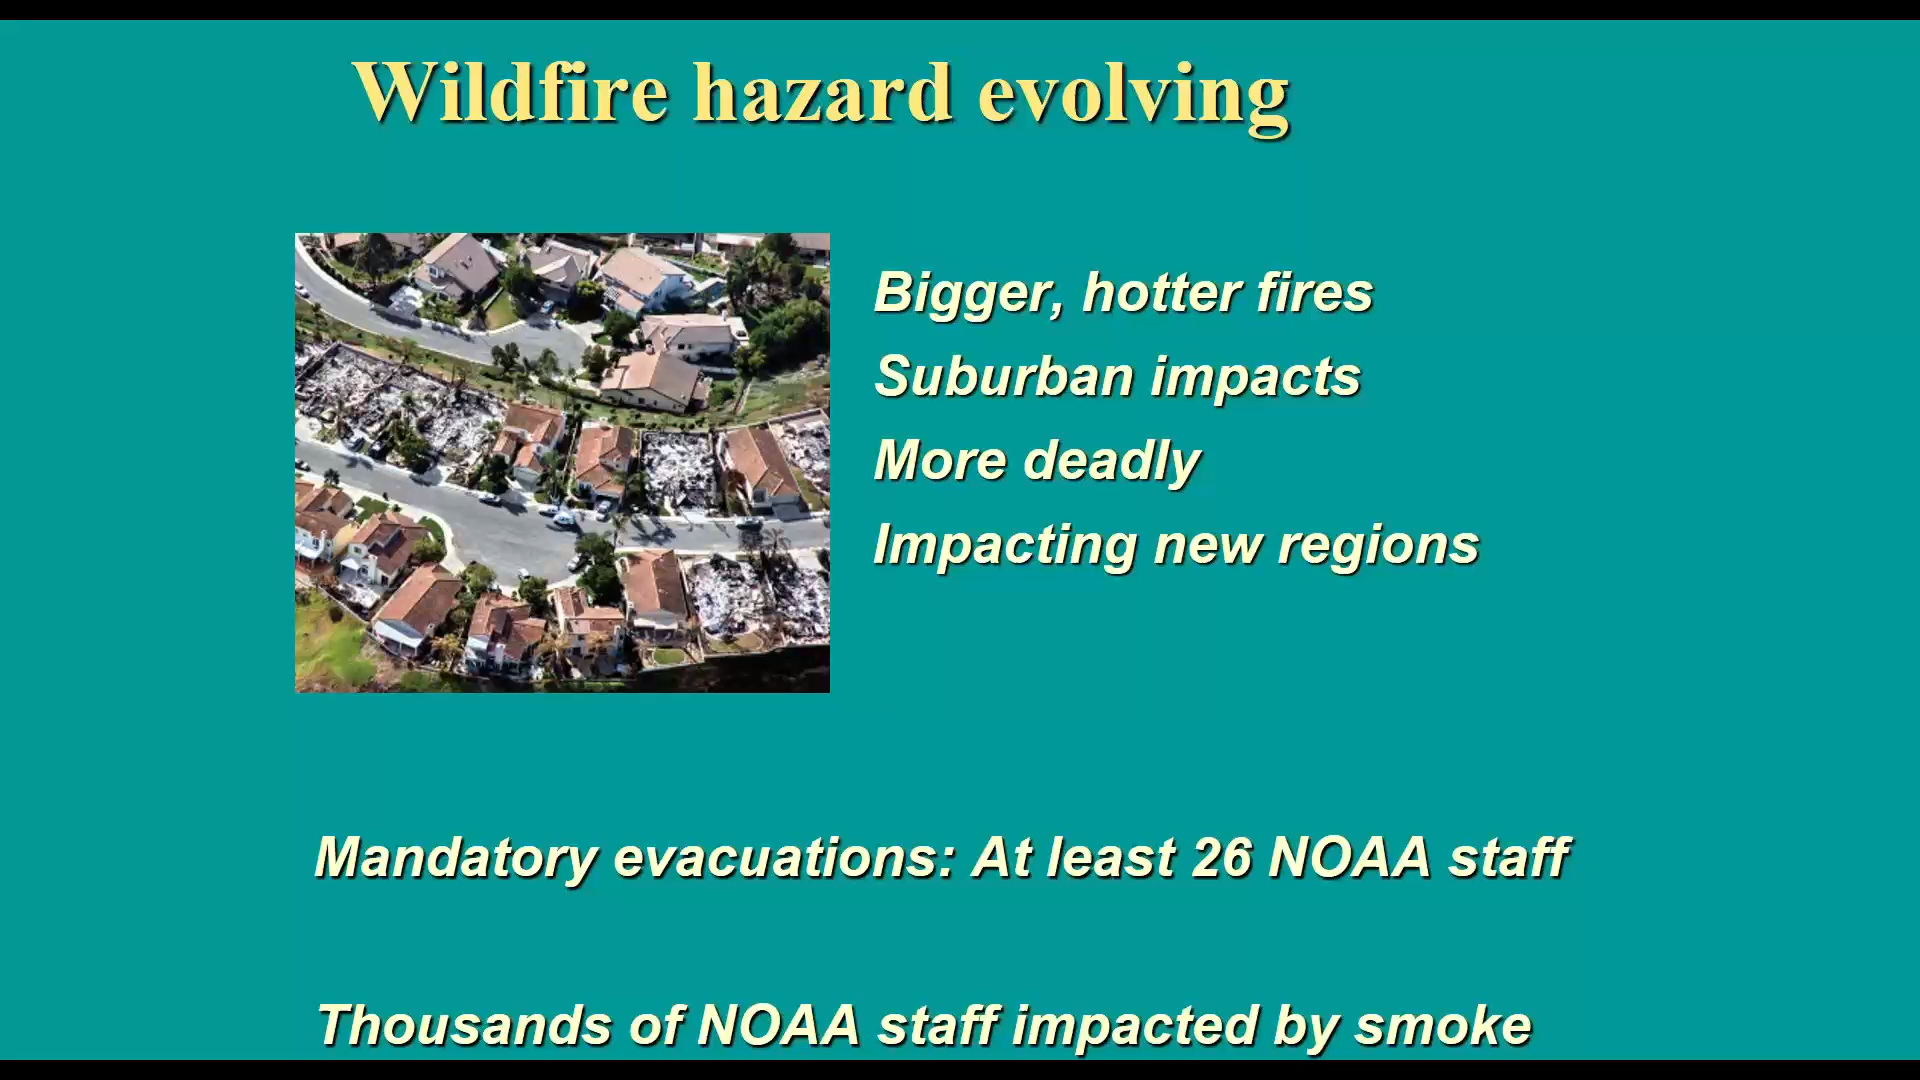 Wildfire hazard evolving
Bigger, hotter fires
Suburban impacts
More deadly
Impacting new regions
Mandatory evacuations: At least 26 NOAA staff
Thousands of NOAA staff impacted by smoke